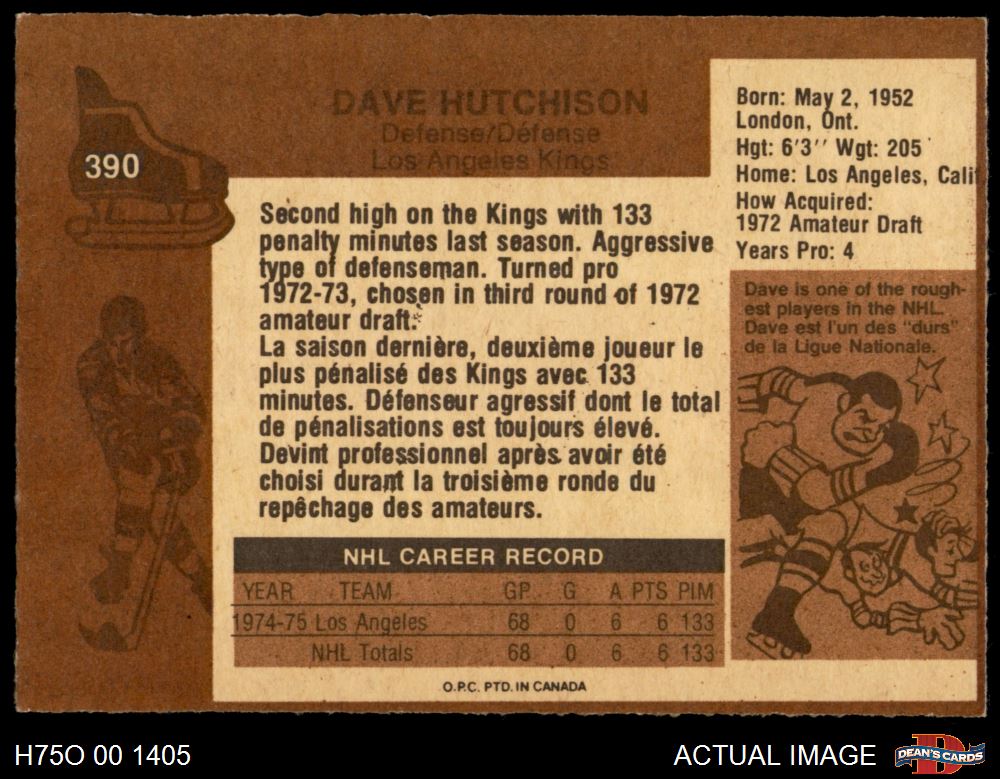 390
DAVE HUTCHISON
Defense/Défense
Los Angeles Kings
Born: May 2, 1952
London, Ont.
Hgt: 6'3'' Wgt: 205
Home: Los Angeles, Calif
How Acquired:
1972 Amateur Draft
Years Pro: 4
Second high on the Kings with 133
penalty minutes last season. Aggressive
type of defenseman. Turned pro
1972-73, chosen in third round of 1972
amateur draft.
La saison dernière, deuxième joueur le
plus pénalisé des Kings avec 133
minutes. Défenseur agressif dont le total
de pénalisations est toujours élevé.
Devint professionnel après avoir été
choisi durant la troisième ronde du
repêchage des amateurs.
Dave is one of the rough-
est players in the NHL.
Dave est l'un des "durs"
de la Ligue Nationale.
NHL CAREER RECORD
YEAR TEAM GP G A PTS PIM
1974-75 Los Angeles 68 0 6 6 133
NHL Totals 68 0 6 6 133
O.P.C. PTD. IN CANADA
H75O 00 1405
ACTUAL IMAGE
DEAN'S CARDS